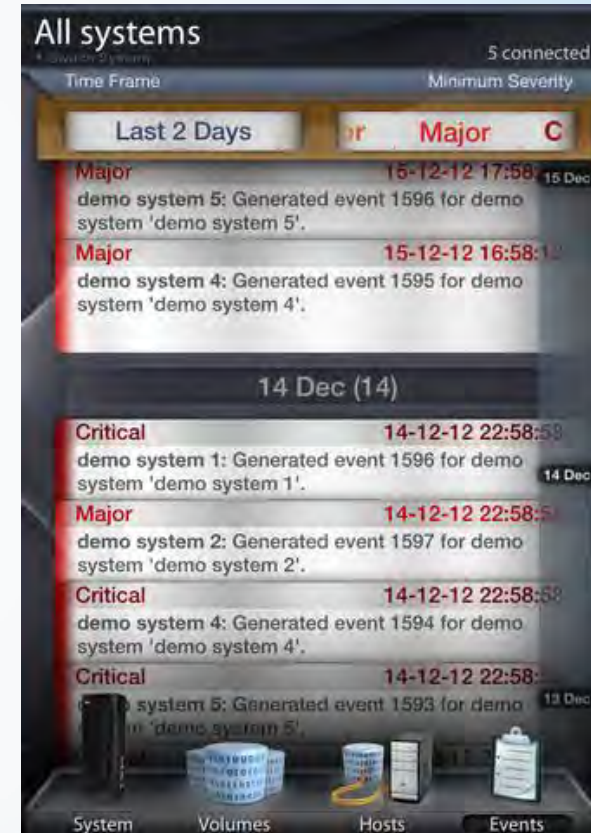 All systems
5 connected
Time Frame Minimum Severity
Last 2 Days or Major C
Major 15-12-12 17:58:
15 Dec
demo system 5: Generated event 1596 for demo
system 'demo system 5'.
Major 15-12-12 16:58:
demo system 4: Generated event 1595 for demo
system 'demo system 4'.
14 Dec (14)
Critical 14-12-12 22:58:
demo system 1: Generated event 1596 for demo
14 Dec
system 'demo system 1'.
Major 14-12-12 22:58:
demo system 2: Generated event 1597 for demo
system 'demo system 2'.
Critical 14-12-12 22:58:
demo system 4: Generated event 1594 for demo
system 'demo system 4'.
Critical 14-12-12 22:58:
system 5: Generated event 1593 for demo
13 Dec
'demo system 5'.
System Volumes Hosts Events